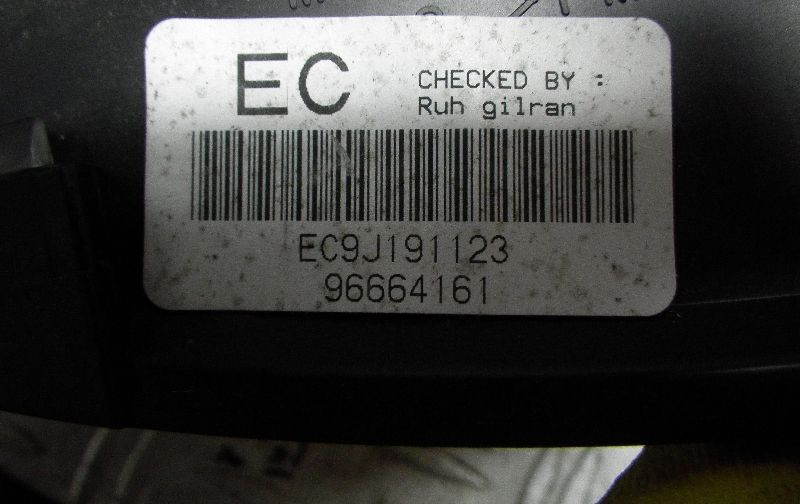 EC
CHECKED BY :
Ruh gilran
EC9J191123
96664161